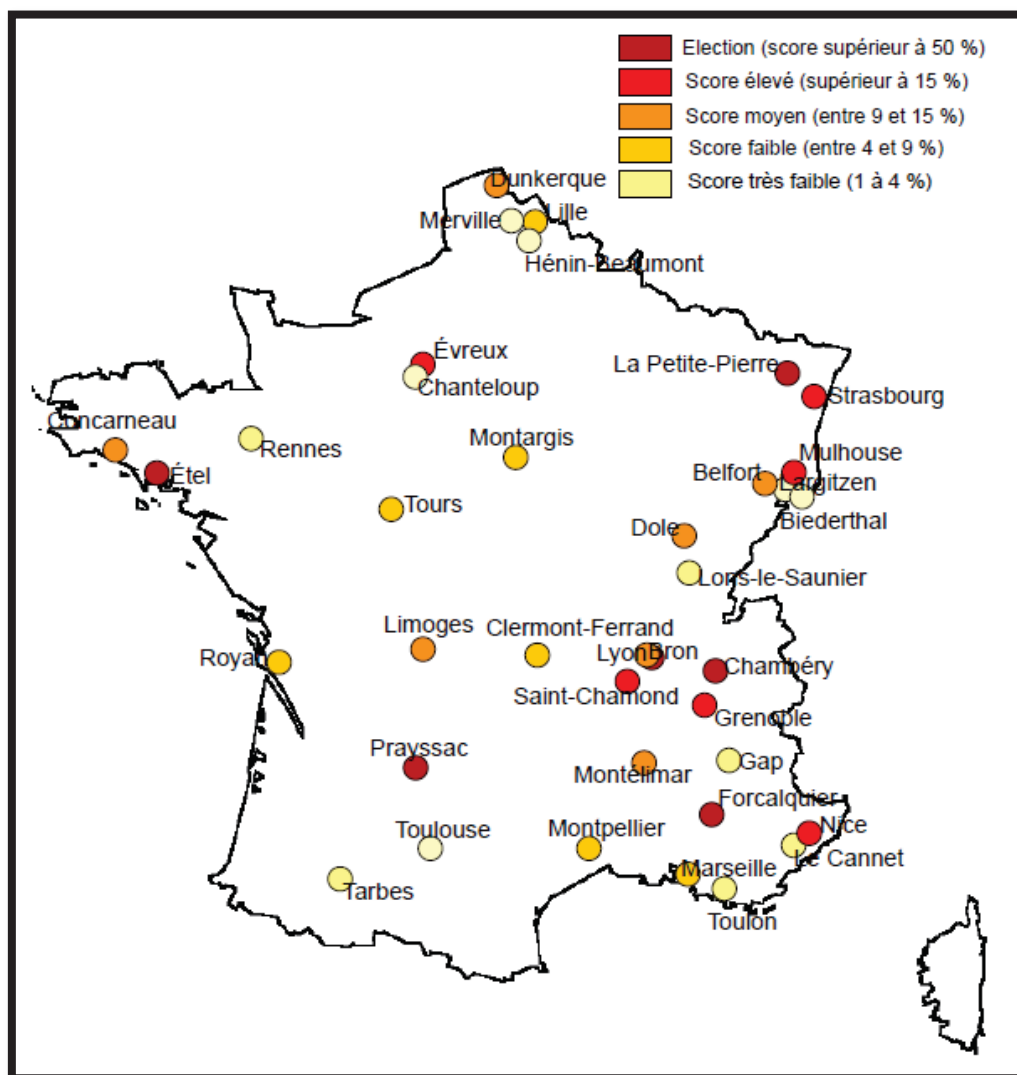 Election (score supérieur à 50 %)
Score élevé (supérieur à 15 %)
Score moyen (entre 9 et 15 %)
Score faible (entre 4 et 9 %)
Score très faible (1 à 4 %)
Dunkerque
Merville
Lille
Hénin-Beaumont
Évreux
La Petite-Pierre
Chanteloup
Strasbourg
Concarneau
Rennes
Montargis
Mulhouse
Belfort
Étel
Largitzen
Tours
Biederthal
Dole
Lons-le-Saunier
Limoges
Clermont-Ferrand
Royan
Lyon
Bron
Chambéry
Saint-Chamond
Grenoble
Prayssac
Montélimar
Gap
Forcalquier
Toulouse
Montpellier
Nice
Le Cannet
Marseille
Tarbes
Toulon